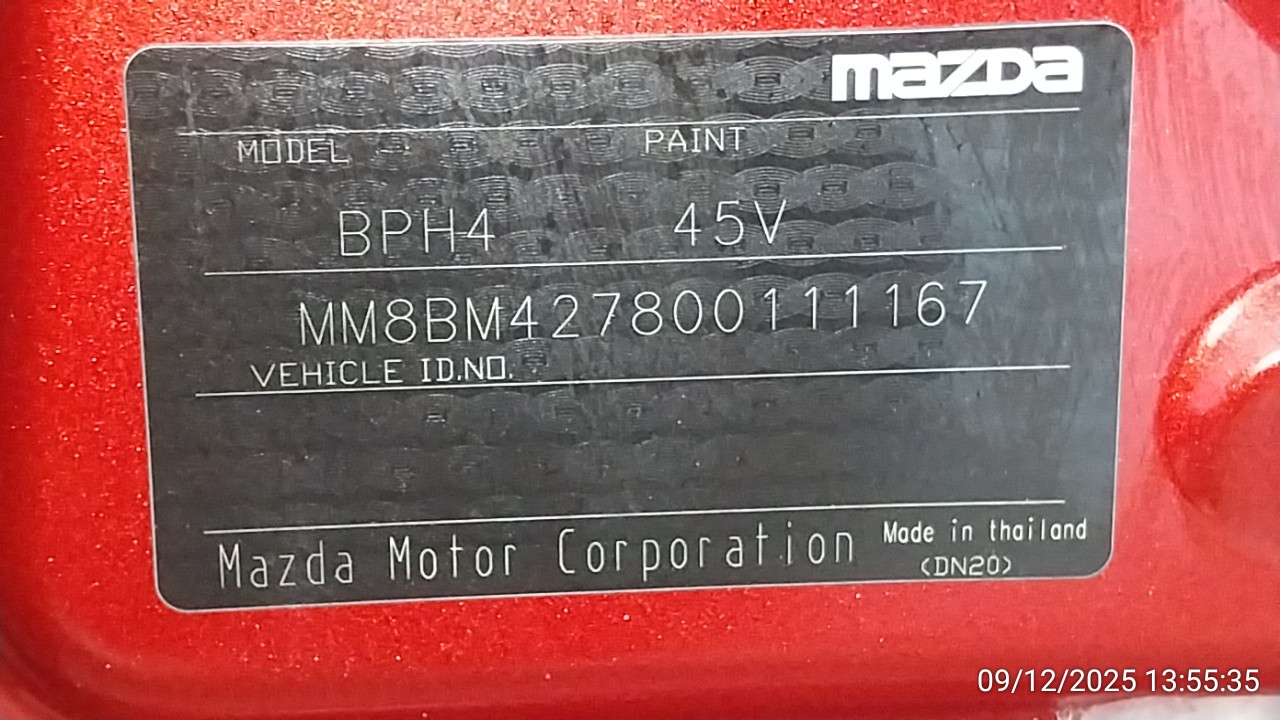 mazda
MODEL PAINT
BPH4 45V
MM8BM427800111167
VEHICLE ID.NO.
Mazda Motor Corporation Made in thailand
(DN20)
09/12/2025 13:55:35